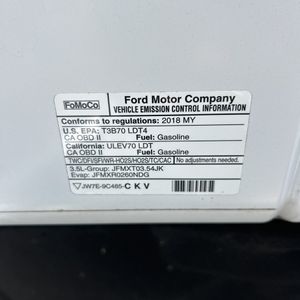 FoMoCo
Ford Motor Company
VEHICLE EMISSION CONTROL INFORMATION
Conforms to regulations: 2018 MY
U.S. EPA: T3B70 LDT4
CA OBD II Fuel: Gasoline
California: ULEV70 LDT
CA OBD II Fuel: Gasoline
TWC/DFI/SFI/WR-HO2S/HO2S/TC/CAC No adjustments needed.
3.5L-Group: JFMXT03.54JK
Evap: JFMXR0260NDG
JW7E-9C485-C K V